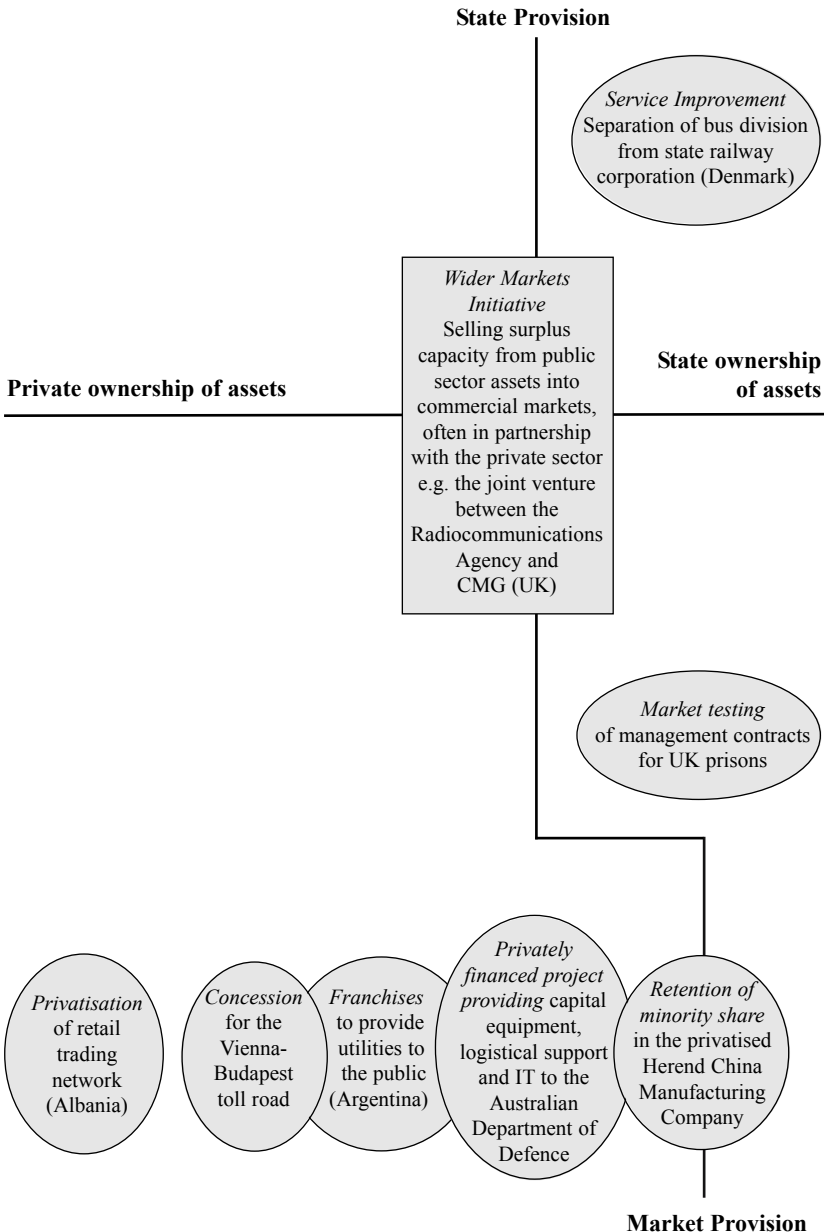 State Provision
Service Improvement
Separation of bus division
from state railway
corporation (Denmark)
Wider Markets
Initiative
Selling surplus
capacity from public
sector assets into
commercial markets,
often in partnership
with the private sector
e.g. the joint venture
between the
Radiocommunications
Agency and
CMG (UK)
Private ownership of assets
State ownership
of assets
Market testing
of management contracts
for UK prisons
Privatisation
of retail
trading
network
(Albania)
Concession
for the
Vienna-
Budapest
toll road
Franchises
to provide
utilities to
the public
(Argentina)
Privately
financed project
providing capital
equipment,
logistical support
and IT to the
Australian
Department of
Defence
Retention of
minority share
in the privatised
Herend China
Manufacturing
Company
Market Provision